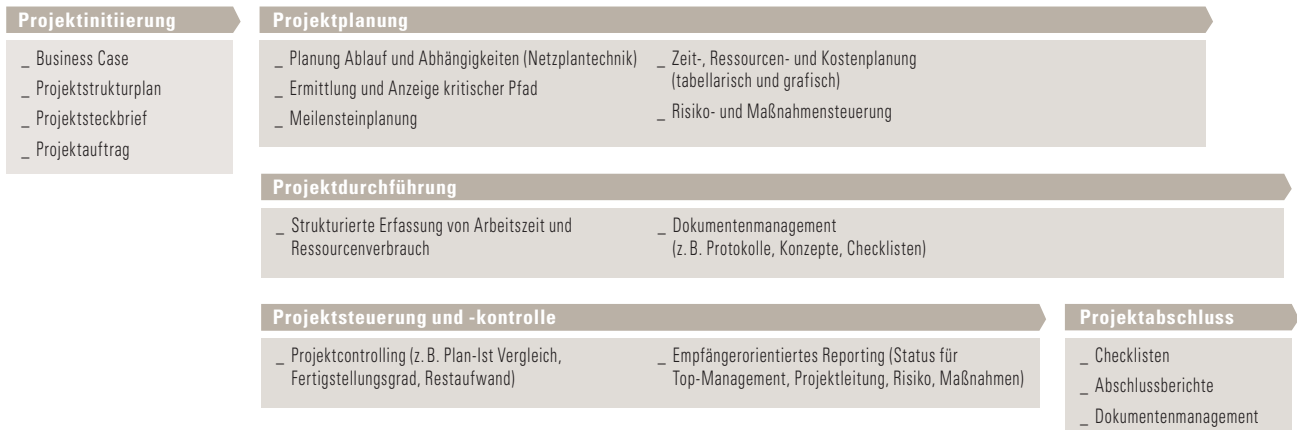 Projektinitiierung
_ Business Case
_ Projektstrukturplan
_ Projektsteckbrief
_ Projektauftrag
Projektplanung
_ Planung Ablauf und Abhängigkeiten (Netzplantechnik)
_ Ermittlung und Anzeige kritischer Pfad
_ Meilensteinplanung
_ Zeit-, Ressourcen- und Kostenplanung
(tabellarisch und grafisch)
_ Risiko- und Maßnahmensteuerung
Projektdurchführung
_ Strukturierte Erfassung von Arbeitszeit und
Ressourcenverbrauch
_ Dokumentenmanagement
(z. B. Protokolle, Konzepte, Checklisten)
Projektsteuerung und -kontrolle
_ Projektcontrolling (z. B. Plan-Ist Vergleich,
Fertigstellungsgrad, Restaufwand)
_ Empfängerorientiertes Reporting (Status für
Top-Management, Projektleitung, Risiko, Maßnahmen)
Projektabschluss
_ Checklisten
_ Abschlussberichte
_ Dokumentenmanagement